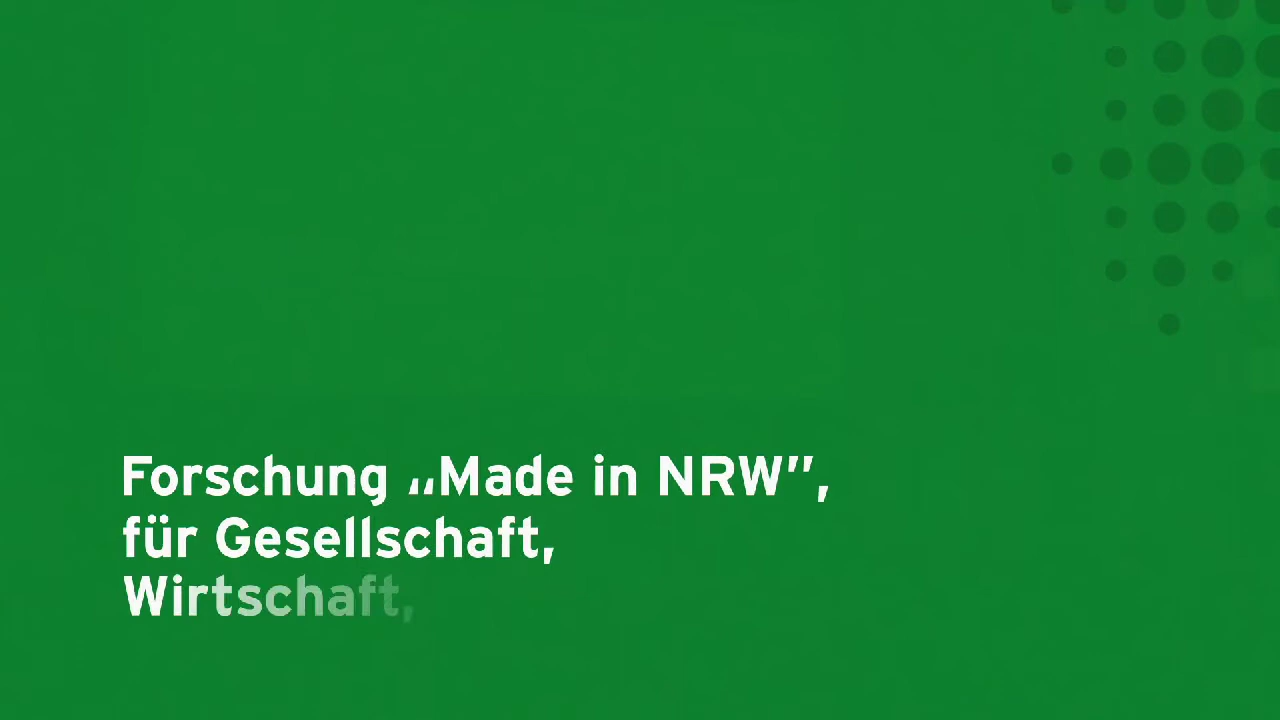 Forschung „Made in NRW”,
für Gesellschaft,
Wirtschaft,